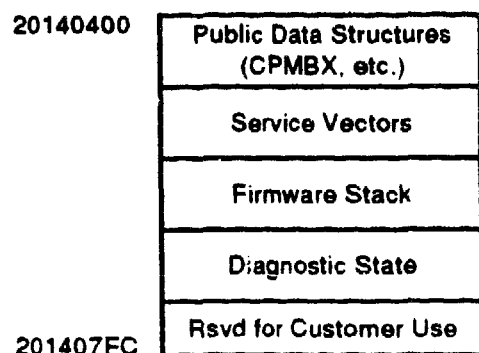 20140400
Public Data Structures
(CPMBX, etc.)
Service Vectors
Firmware Stack
Diagnostic State
Rsvd for Customer Use
201407FC